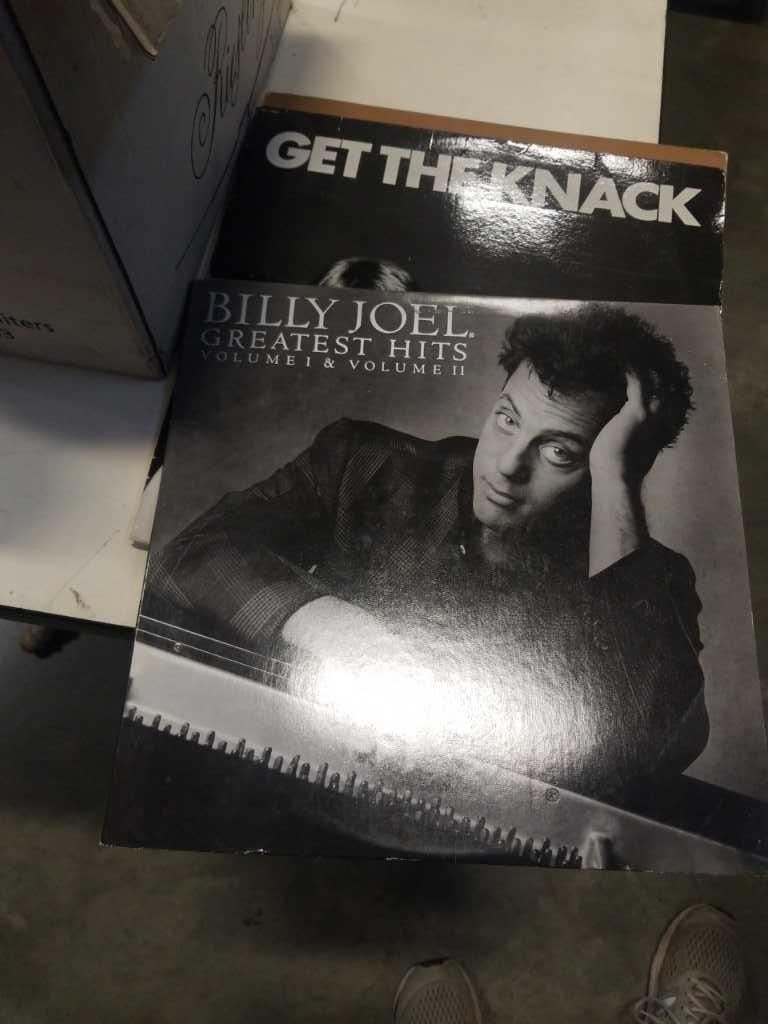 GET THE KNACK
BILLY JOEL
GREATEST HITS
VOLUME I & VOLUME II